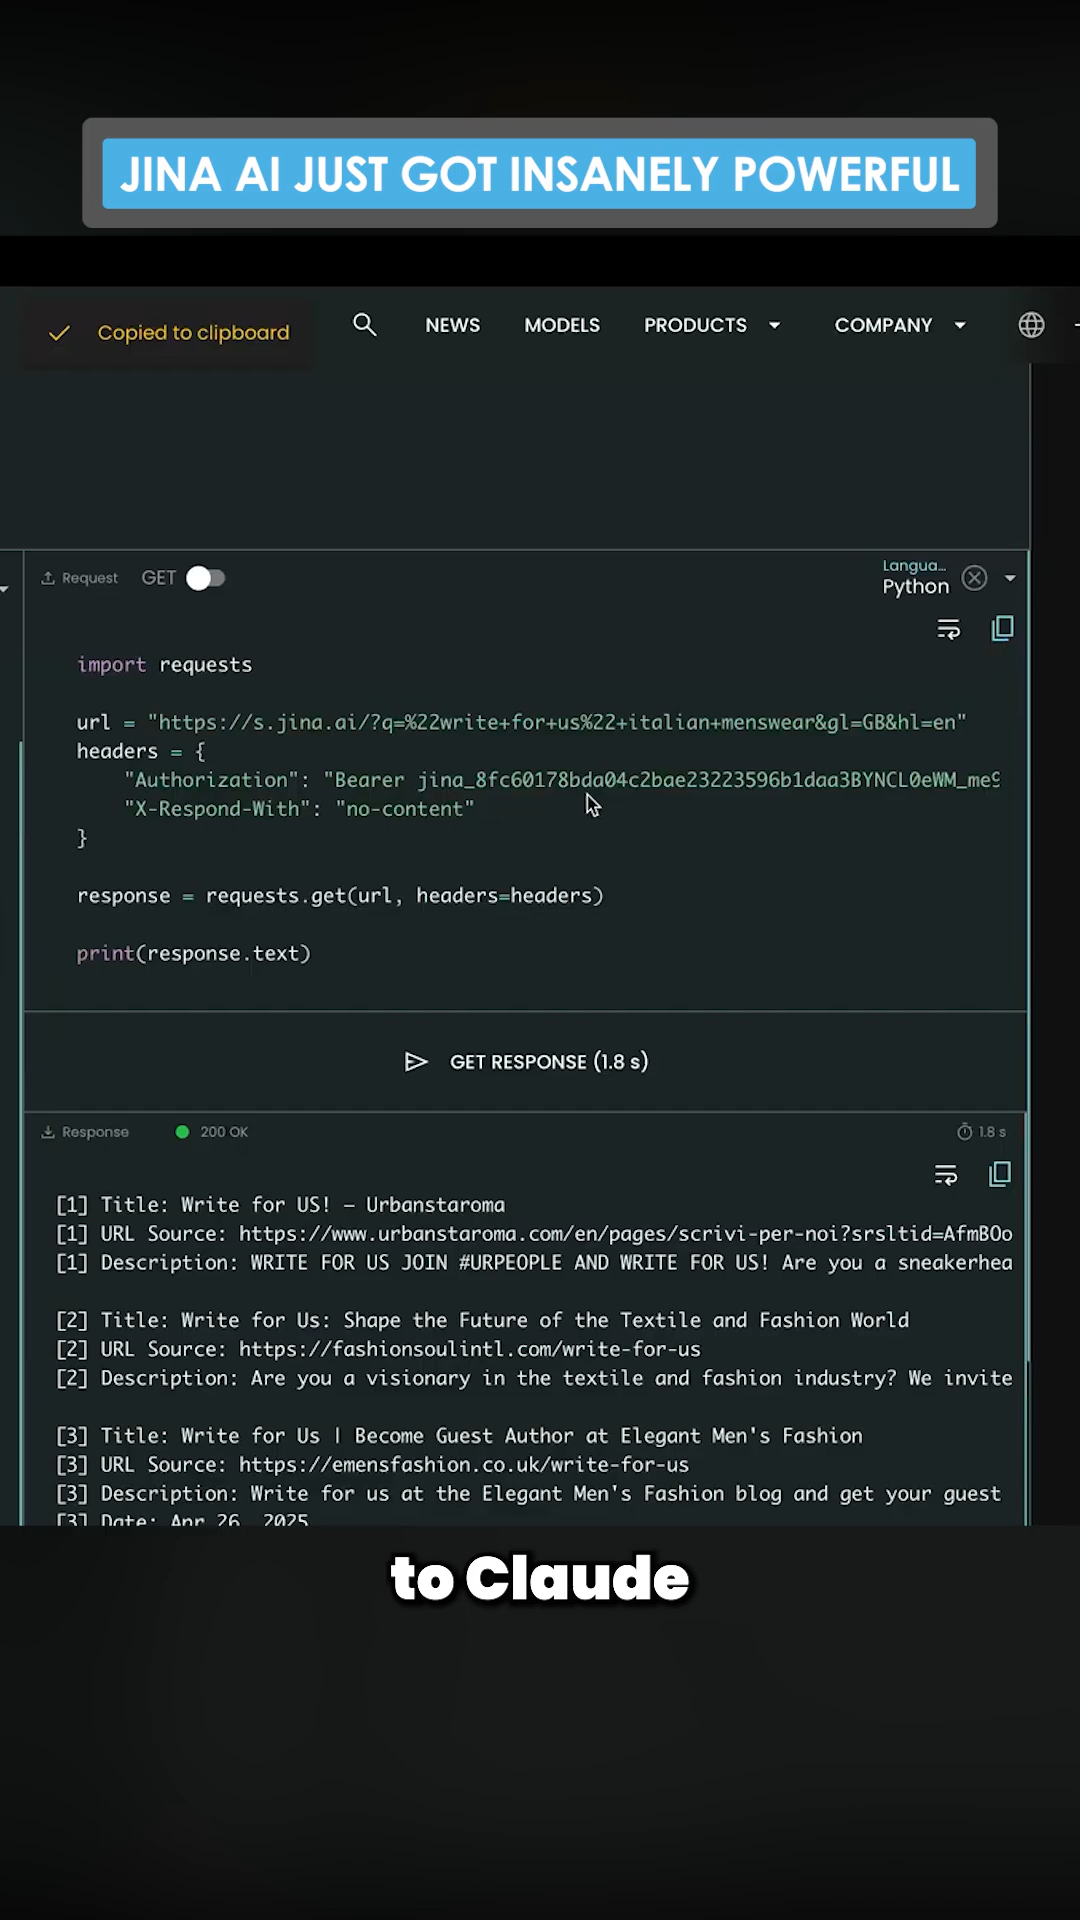 JINA AI JUST GOT INSANELY POWERFUL
Copied to clipboard
NEWS
MODELS
PRODUCTS
COMPANY
Request
GET
Langua...
Python
import requests
url = "https://s.jina.ai/?q=%22write+for+us%22+italian+menswear&gl=GB&hl=en"
headers = {
"Authorization": "Bearer [redacted]
"X-Respond-With": "no-content"
}
response = requests.get(url, headers=headers)
print(response.text)
GET RESPONSE (1.8 s)
Response
200 OK
1.8 s
[1] Title: Write for US! – Urbanstaroma
[1] URL Source: https://www.urbanstaroma.com/en/pages/scrivi-per-noi?srsltid=AfmBOo
[1] Description: WRITE FOR US JOIN #URPEOPLE AND WRITE FOR US! Are you a sneakerhea
[2] Title: Write for Us: Shape the Future of the Textile and Fashion World
[2] URL Source: https://fashionsoulintl.com/write-for-us
[2] Description: Are you a visionary in the textile and fashion industry? We invite
[3] Title: Write for Us | Become Guest Author at Elegant Men's Fashion
[3] URL Source: https://emensfashion.co.uk/write-for-us
[3] Description: Write for us at the Elegant Men's Fashion blog and get your guest
[3] Date: Apr 26, 2025
to Claude